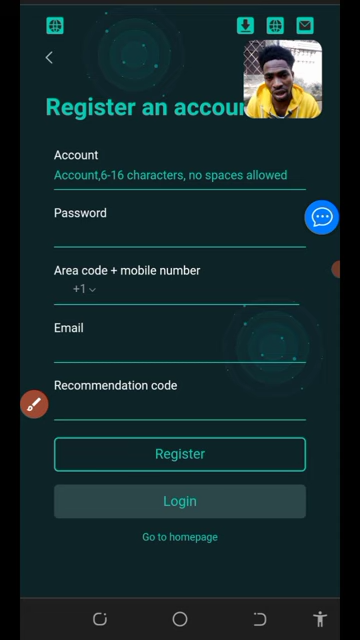 Register an accou
Account
Account,6-16 characters, no spaces allowed
Password
Area code + mobile number
+1
Email
Recommendation code
Register
Login
Go to homepage